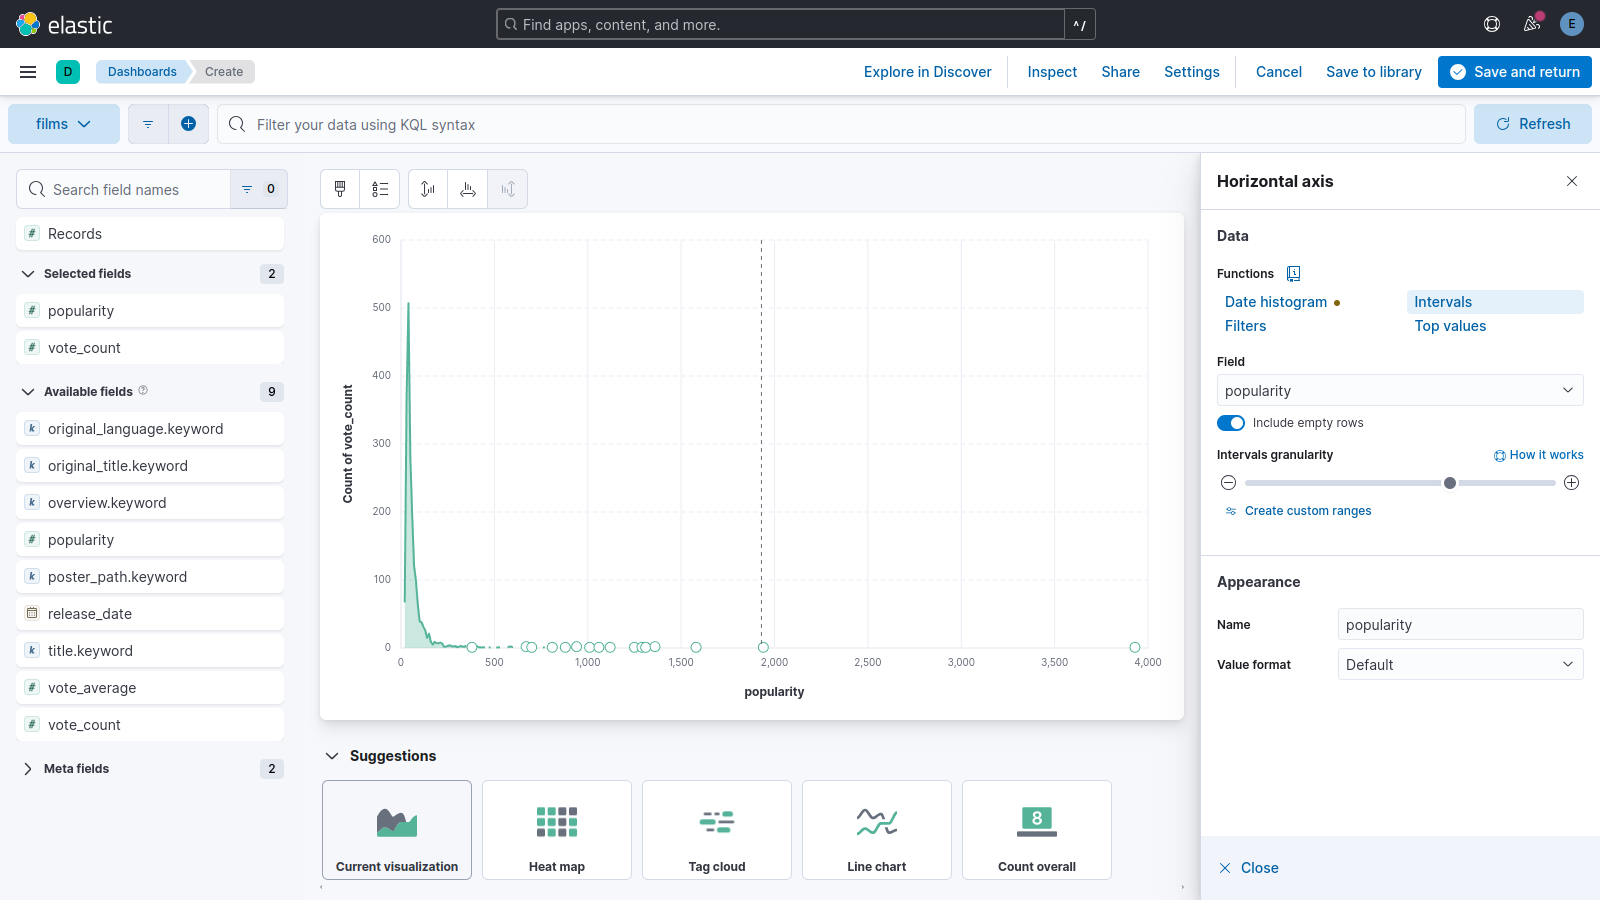 elastic
Find apps, content, and more.
^/
E
D
Dashboards
Create
Explore in Discover
Inspect
Share
Settings
Cancel
Save to library
Save and return
films
Filter your data using KQL syntax
Refresh
Search field names
0
# Records
Selected fields
2
# popularity
# vote_count
Available fields
9
k original_language.keyword
k original_title.keyword
k overview.keyword
# popularity
k poster_path.keyword
release_date
k title.keyword
# vote_average
# vote_count
Meta fields
2
600
500
400
300
200
100
0
Count of vote_count
0
500
1,000
1,500
2,000
2,500
3,000
3,500
4,000
popularity
Suggestions
Current visualization
Heat map
Tag cloud
Line chart
8
Count overall
Horizontal axis
Data
Functions
Date histogram
Intervals
Filters
Top values
Field
popularity
Include empty rows
Intervals granularity
How it works
Create custom ranges
Appearance
Name
popularity
Value format
Default
Close